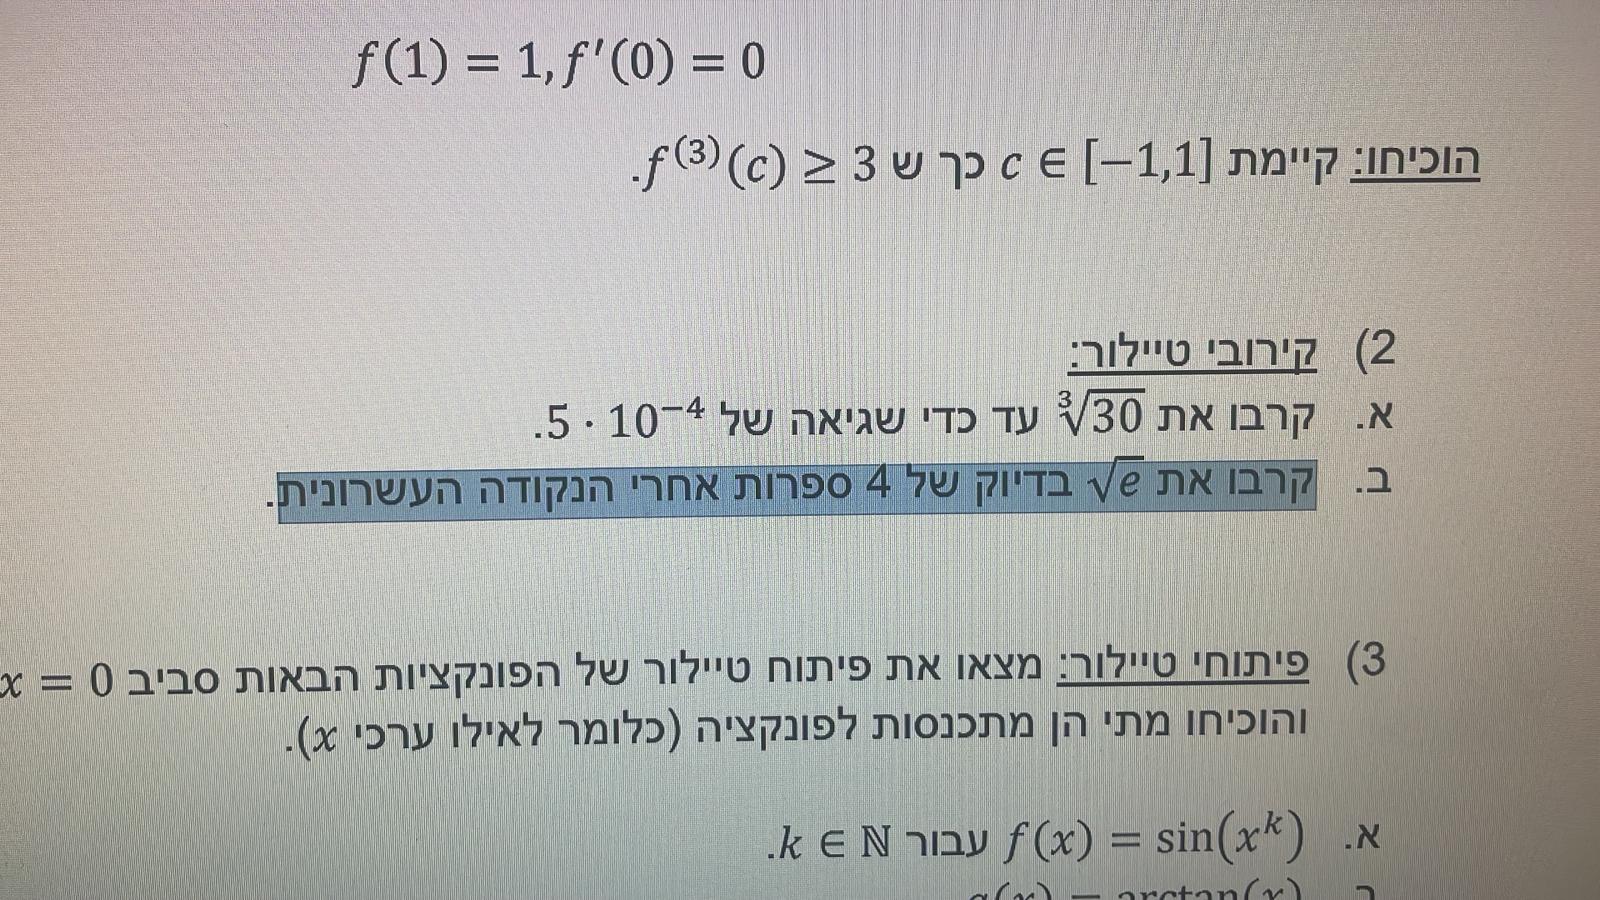 f(1) = 1, f′(0) = 0
הוכיחו: קיימת c ∈ [−1,1] כך ש f⁽³⁾(c) ≥ 3.
2) קירובי טיילור:
א. קרבו את ∛30 עד כדי שגיאה של 5 · 10⁻⁴.
ב. קרבו את √e בדיוק של 4 ספרות אחרי הנקודה העשרונית.
3) פיתוחי טיילור: מצאו את פיתוח טיילור של הפונקציות הבאות סביב x = 0
והוכיחו מתי הן מתכנסות לפונקציה (כלומר לאילו ערכי x).
א. f(x) = sin(xᵏ) עבור k ∈ ℕ.
arctan(x)